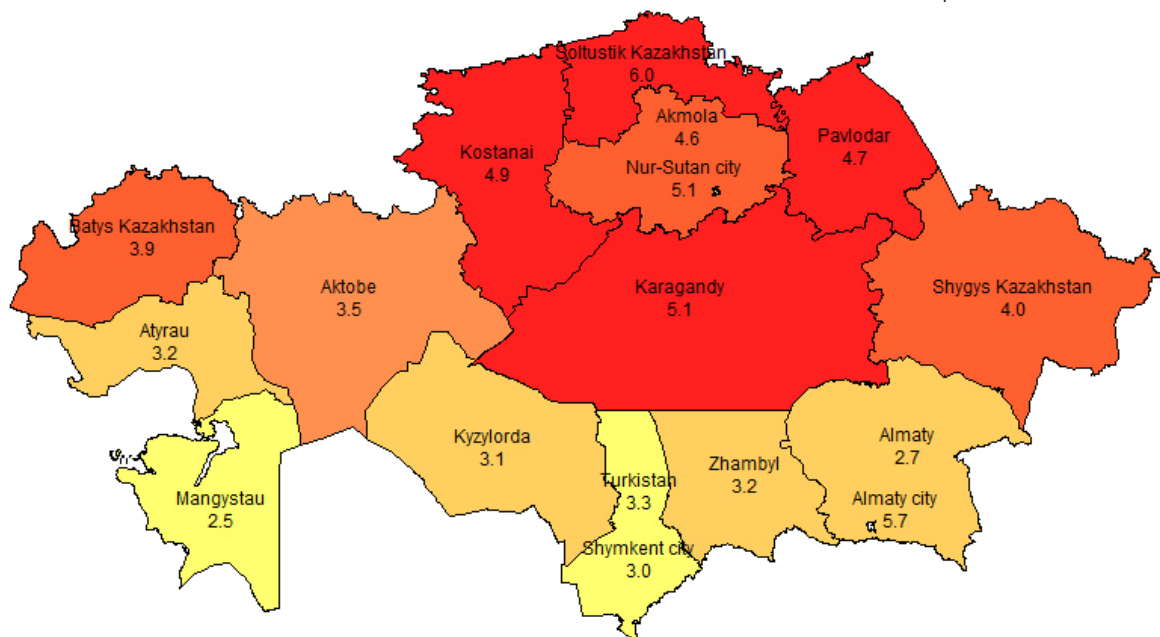 Soltustik Kazakhstan
6.0
Akmola
4.6
Nur-Sutan city
5.1
Pavlodar
4.7
Kostanai
4.9
Batys Kazakhstan
3.9
Aktobe
3.5
Karagandy
5.1
Shygys Kazakhstan
4.0
Atyrau
3.2
Kyzylorda
3.1
Almaty
2.7
Zhambyl
3.2
Turkistan
3.3
Mangystau
2.5
Almaty city
5.7
Shymkent city
3.0